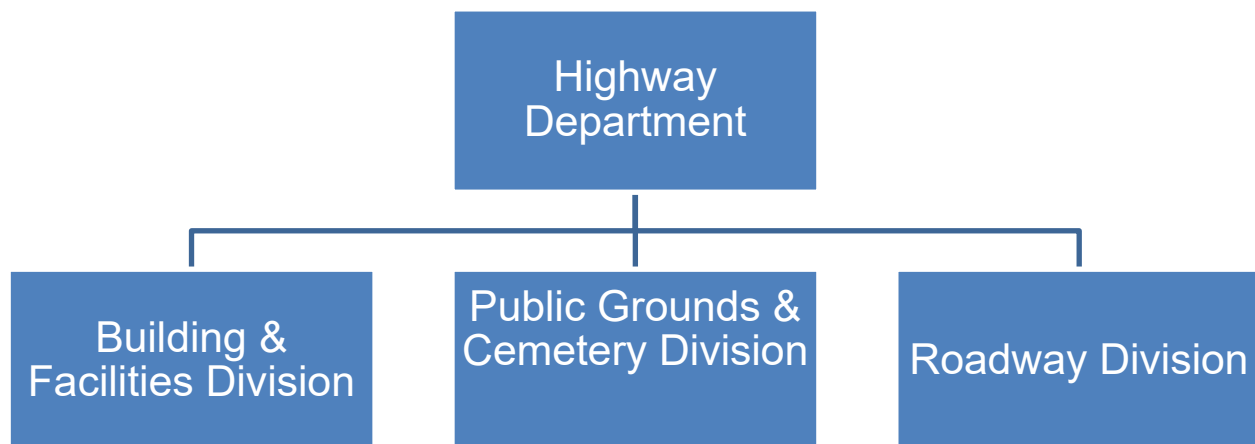 Highway
Department
Building &
Facilities Division
Public Grounds &
Cemetery Division
Roadway Division